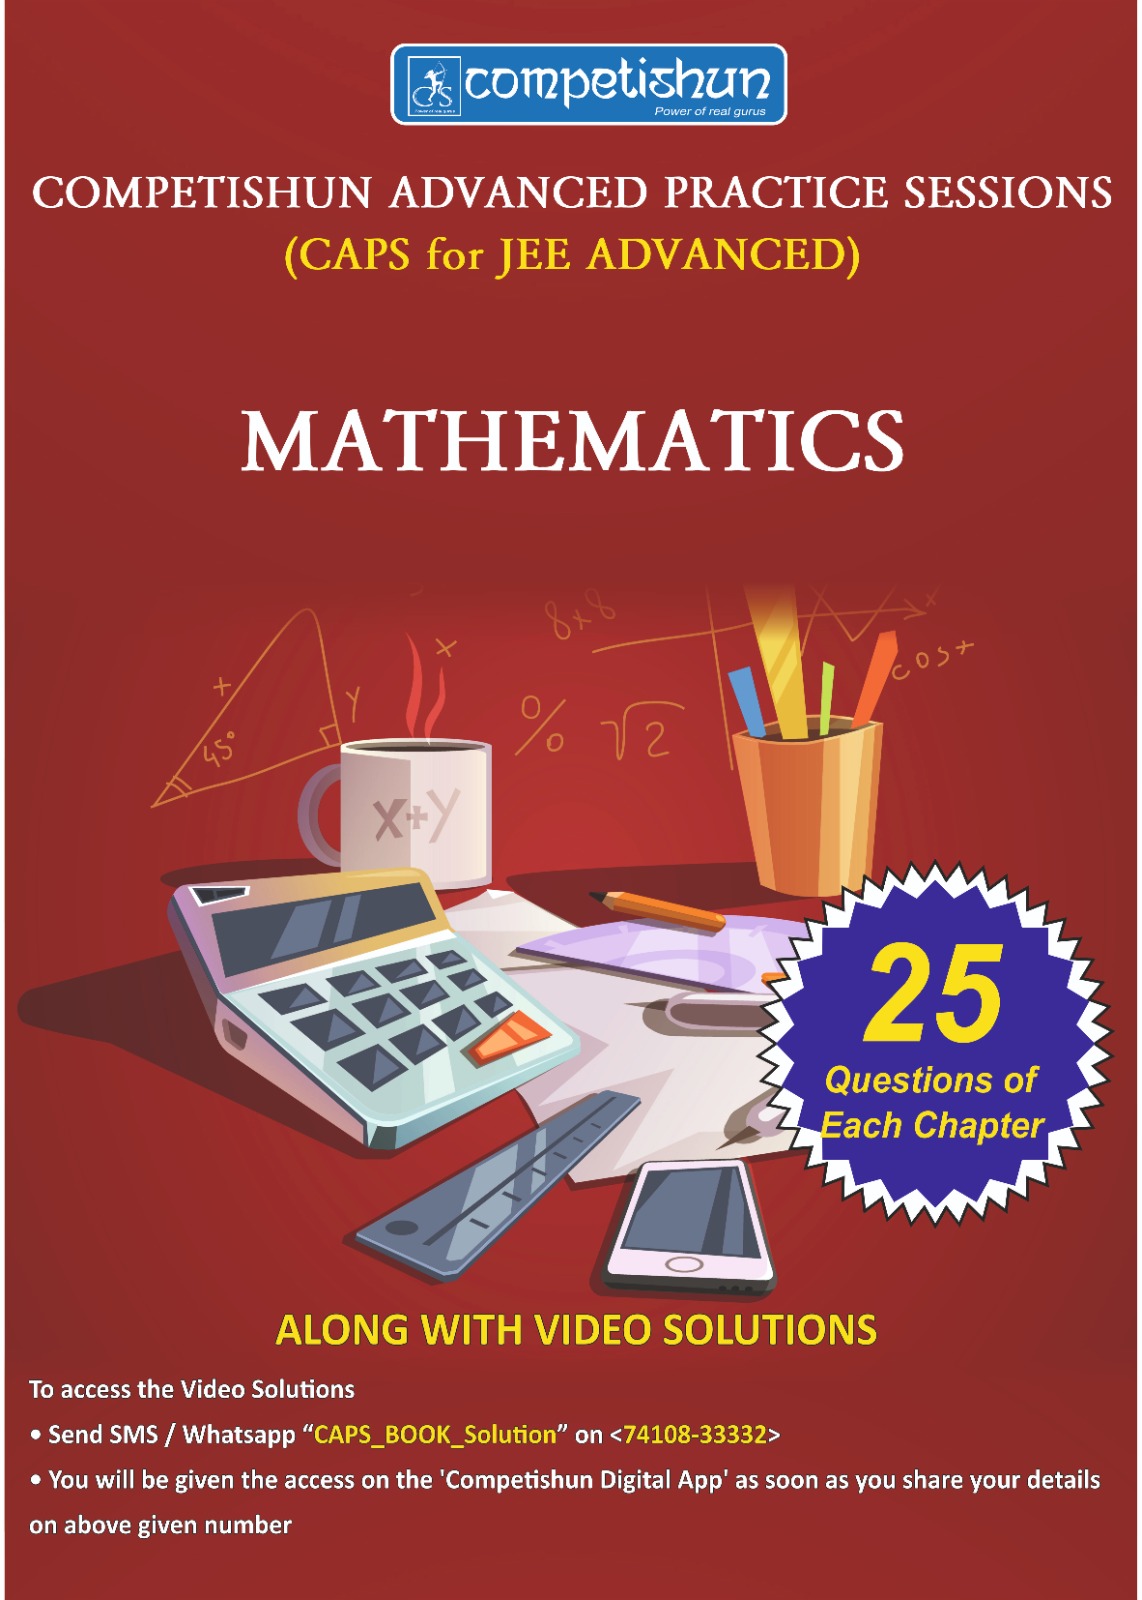 competishun
Power of real gurus
COMPETISHUN ADVANCED PRACTICE SESSIONS
(CAPS for JEE ADVANCED)
MATHEMATICS
8x8
x
x
+
y
45°
%
√2
cos+
x+y
25
Questions of
Each Chapter
ALONG WITH VIDEO SOLUTIONS
To access the Video Solutions
• Send SMS / Whatsapp “CAPS_BOOK_Solution” on <74108-33332>
• You will be given the access on the 'Competishun Digital App' as soon as you share your details
on above given number